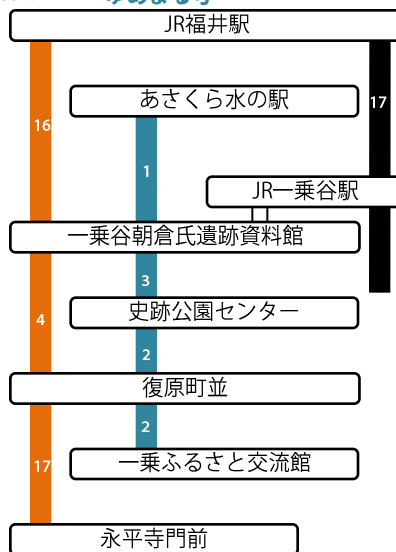 JR福井駅
16
あさくら水の駅
17
1
JR一乗谷駅
一乗谷朝倉氏遺跡資料館
3
4
史跡公園センター
2
復原町並
2
17
一乗ふるさと交流館
永平寺門前